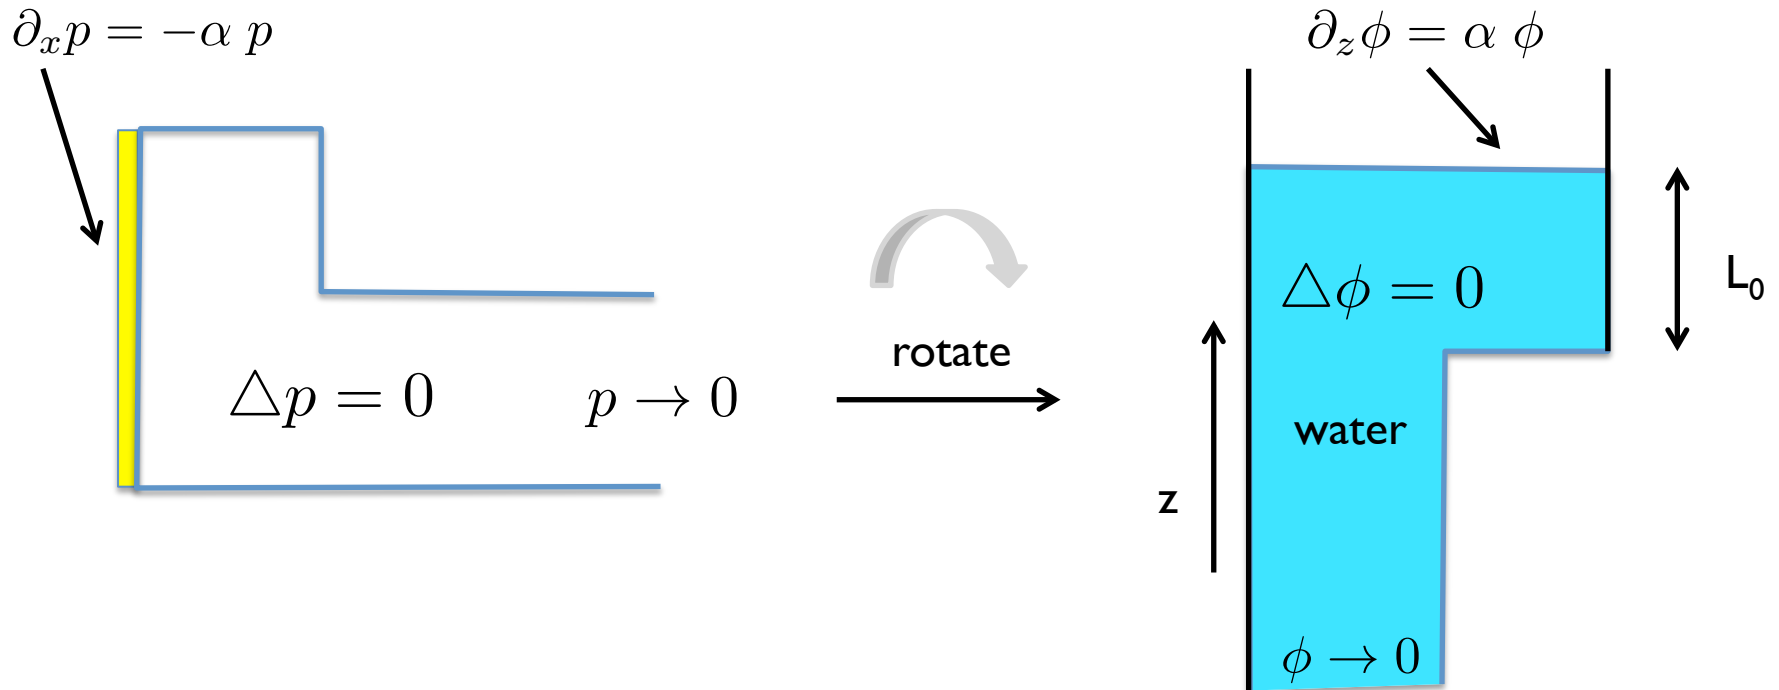 ∂ₓp = −α p
△p = 0
p → 0
rotate
∂_zϕ = α ϕ
△ϕ = 0
L₀
water
z
ϕ → 0